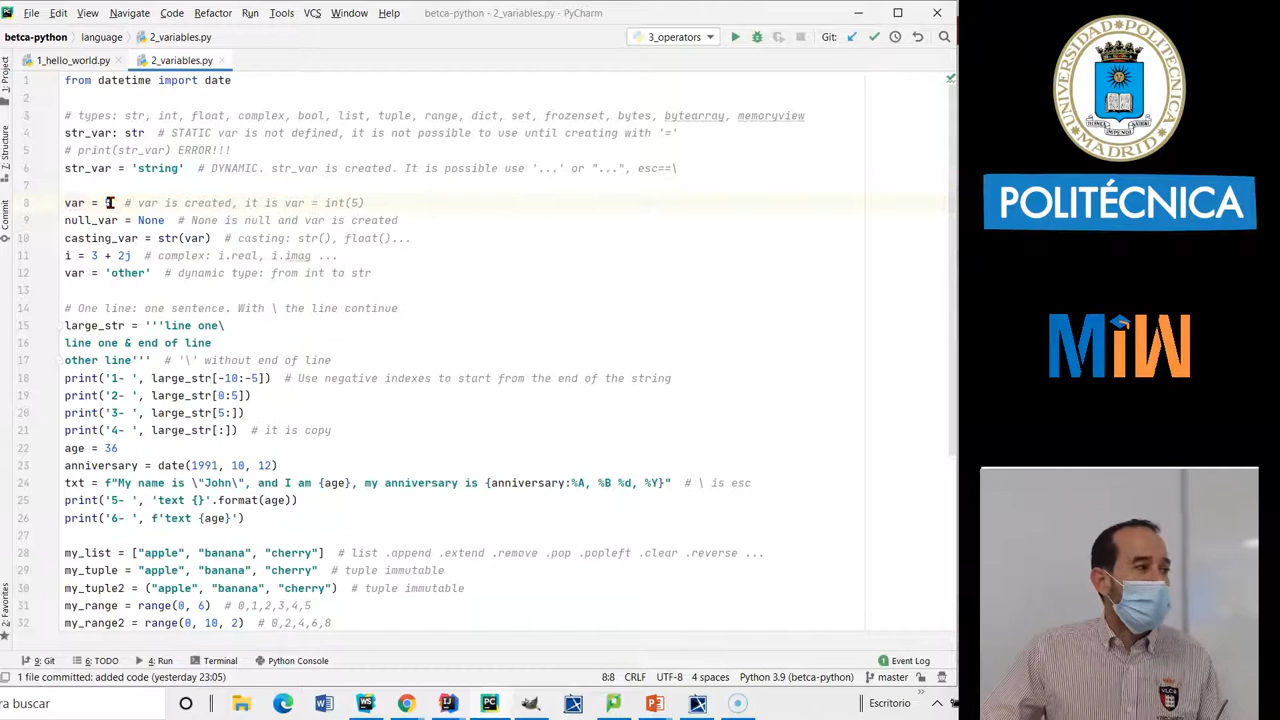 File Edit View Navigate Code Refactor Run Tools VCS Window Help betca-python - 2_variables.py - PyCharm
betca-python language 2_variables.py 3_operators Git:
1_hello_world.py 2_variables.py
1 from datetime import date
2
3 # types: str, int, float, complex, bool, list, tuple, range, dict, set, frozenset, bytes, bytearray, memoryview
4 str_var: str # STATIC var is not defined, it is not created to use until creating with '='
5 # print(str_var) ERROR!!!
6 str_var = 'string' # DYNAMIC. str_var is created. It is possible use '...' or "...", esc==\
7
8 var = # var is created, it is var = int(5)
9 null_var = None # None is null and var is created
10 casting_var = str(var) # casting: str(), float()...
11 i = 3 + 2j # complex: i.real, i.imag ...
12 var = 'other' # dynamic type: from int to str
13
14 # One line: one sentence. With \ the line continue
15 large_str = '''line one\
16 line one & end of line
17 other line''' # '\' without end of line
18 print('1- ', large_str[-10:-5]) # Use negative indexes to start from the end of the string
19 print('2- ', large_str[0:5])
20 print('3- ', large_str[5:])
21 print('4- ', large_str[:]) # it is copy
22 age = 36
23 anniversary = date(1991, 10, 12)
24 txt = f"My name is \"John\", and I am {age}, my anniversary is {anniversary:%A, %B %d, %Y}" # \ is esc
25 print('5- ', 'text {}'.format(age))
26 print('6- ', f'text {age}')
27
28 my_list = ["apple", "banana", "cherry"] # list .append .extend .remove .pop .popleft .clear .reverse ...
29 my_tuple = "apple", "banana", "cherry" # tuple immutable
30 my_tuple2 = ("apple", "banana", "cherry") # tuple immutable
31 my_range = range(0, 6) # 0,1,2,3,4,5
32 my_range2 = range(0, 10, 2) # 0,2,4,6,8
1: Project
7: Structure
Commit
2: Favorites
9: Git 6: TODO 4: Run Terminal Python Console Event Log
1 file committed: added code (yesterday 23:05) 8:8 CRLF UTF-8 4 spaces Python 3.9 (betca-python) master
ra buscar Escritorio
UNIVERSIDAD POLITÉCNICA
MADRID
POLITÉCNICA
MiW